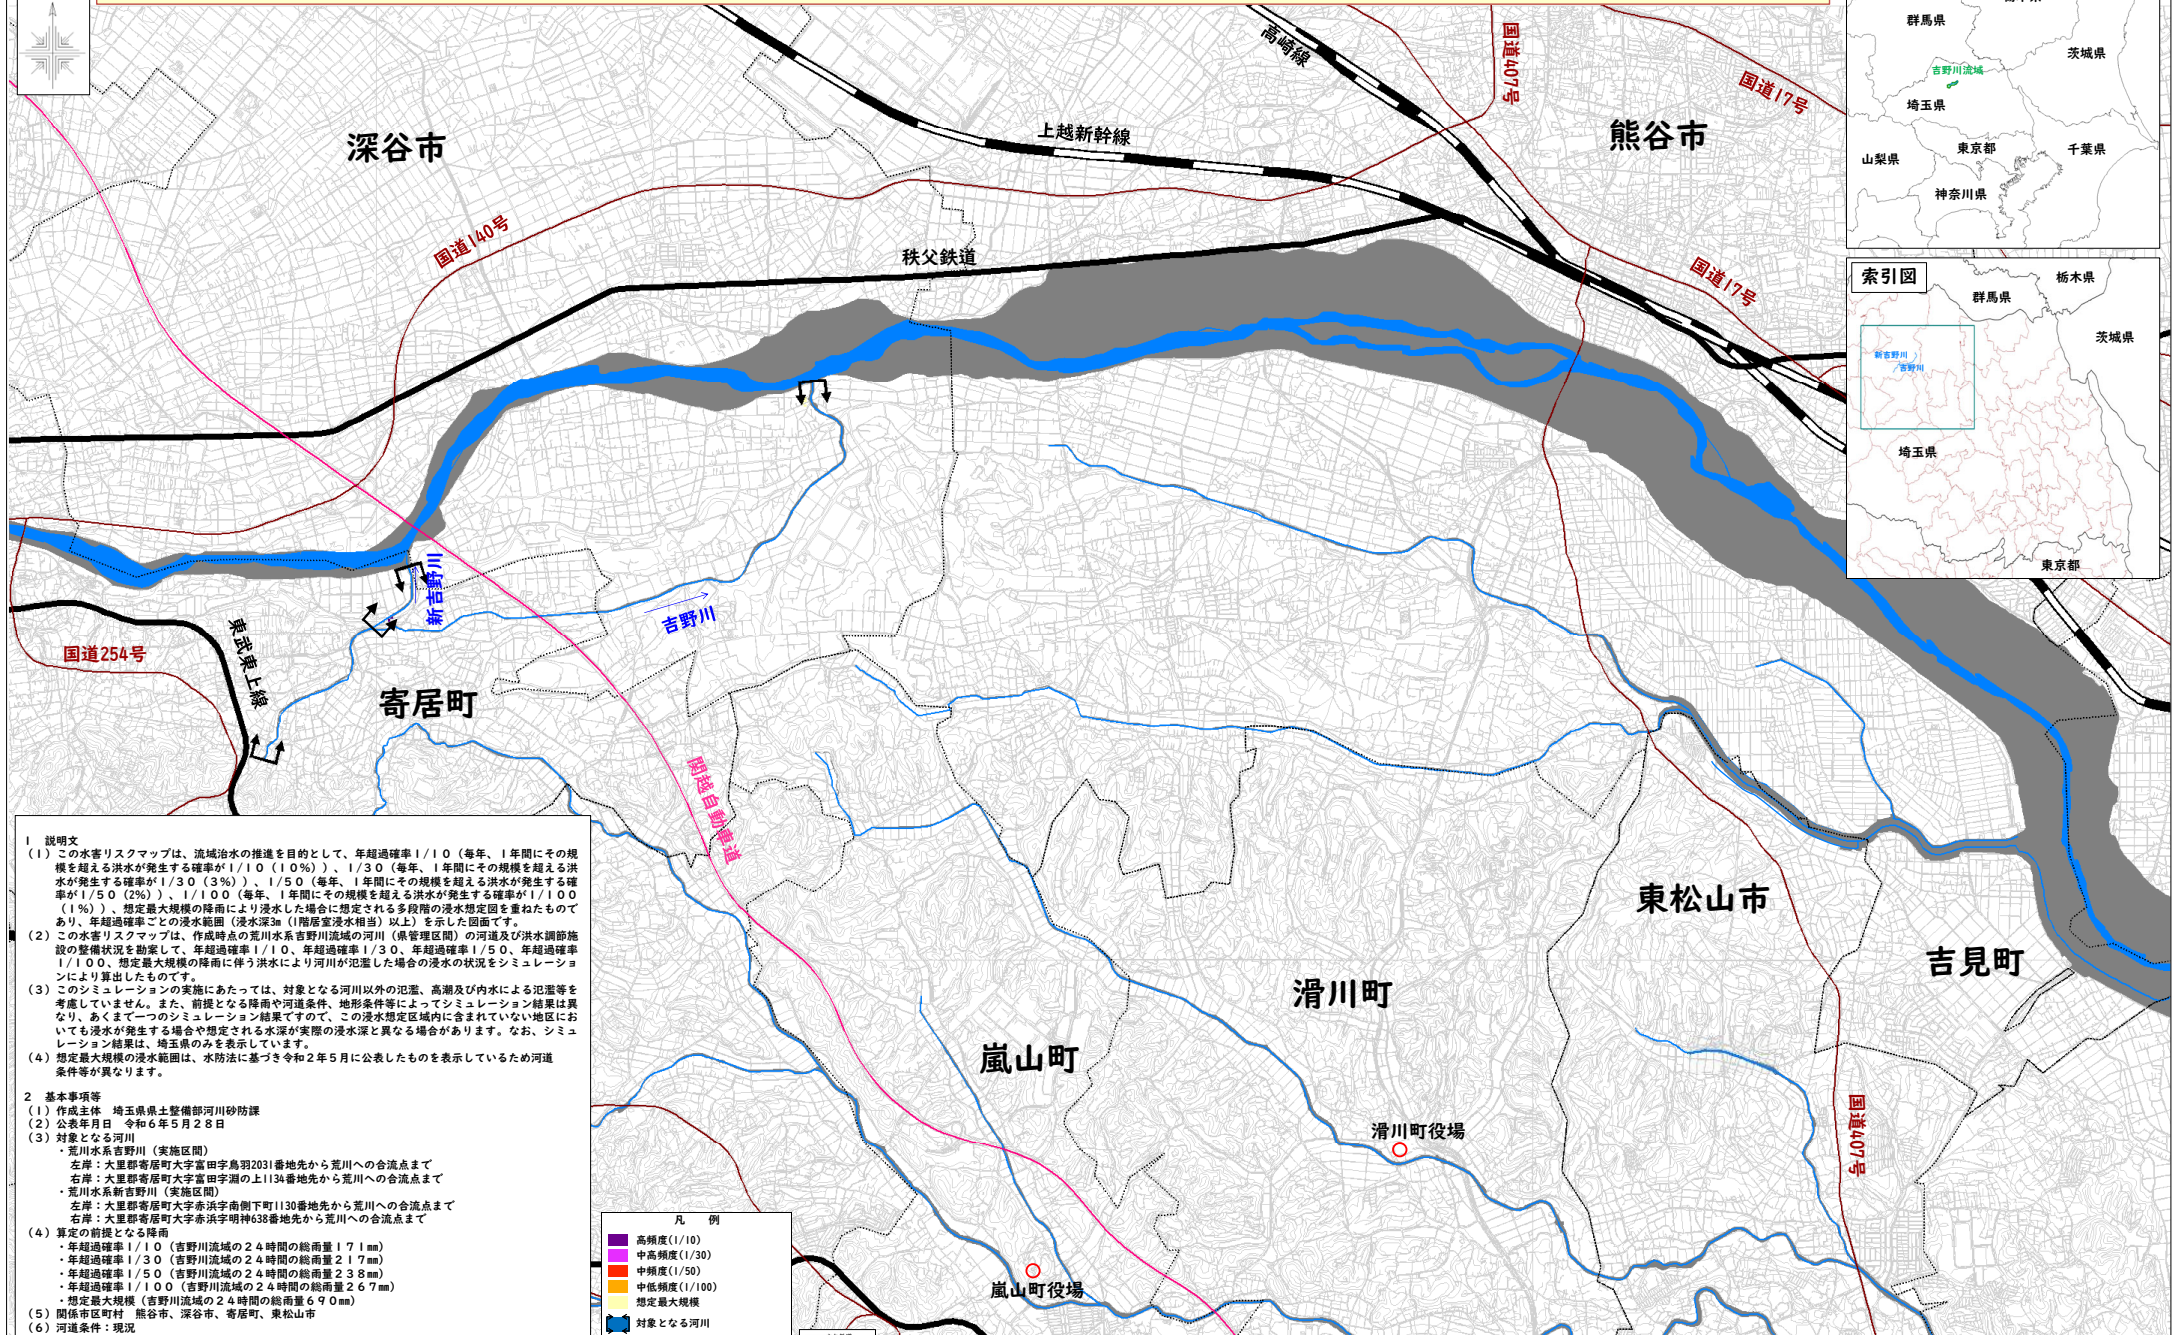 深谷市
熊谷市
高崎線
国道407号
国道17号
上越新幹線
国道140号
秩父鉄道
国道17号
群馬県
茨城県
吉野川流域
埼玉県
山梨県
東京都
千葉県
神奈川県
索引図
栃木県
群馬県
茨城県
新吉野川
吉野川
埼玉県
東京都
新吉野川
吉野川
国道254号
東武東上線
寄居町
関越自動車道
東松山市
吉見町
滑川町
嵐山町
国道407号
滑川町役場
嵐山町役場
1 説明文
(1) この水害リスクマップは、流域治水の推進を目的として、年超過確率1/10(毎年、1年間にその規
模を超える洪水が発生する確率が1/10(10%))、1/30(毎年、1年間にその規模を超える洪
水が発生する確率が1/30(3%))、1/50(毎年、1年間にその規模を超える洪水が発生する確
率が1/50(2%))、1/100(毎年、1年間にその規模を超える洪水が発生する確率が1/100
(1%))、想定最大規模の降雨により浸水した場合に想定される多段階の浸水想定図を重ねたもので
あり、年超過確率ごとの浸水範囲(浸水深3m(1階居室浸水相当)以上)を示した図面です。
(2) この水害リスクマップは、作成時点の荒川水系吉野川流域の河川(県管理区間)の河道及び洪水調節施
設の整備状況を勘案して、年超過確率1/10、年超過確率1/30、年超過確率1/50、年超過確率
1/100、想定最大規模の降雨に伴う洪水により河川が氾濫した場合の浸水の状況をシミュレーショ
ンにより算出したものです。
(3) このシミュレーションの実施にあたっては、対象となる河川以外の氾濫、高潮及び内水による氾濫等を
考慮していません。また、前提となる降雨や河道条件、地形条件等によってシミュレーション結果は異
なり、あくまで一つのシミュレーション結果ですので、この浸水想定区域内に含まれていない地区にお
いても浸水が発生する場合や想定される水深が実際の浸水深と異なる場合があります。なお、シミュ
レーション結果は、埼玉県のみを表示しています。
(4) 想定最大規模の浸水範囲は、水防法に基づき令和2年5月に公表したものを表示しているため河道
条件等が異なります。
2 基本事項等
(1) 作成主体 埼玉県県土整備部河川砂防課
(2) 公表年月日 令和6年5月28日
(3) 対象となる河川
・荒川水系吉野川(実施区間)
左岸:大里郡寄居町大字富田字鳥羽2031番地先から荒川への合流点まで
右岸:大里郡寄居町大字富田字淵の上1134番地先から荒川への合流点まで
・荒川水系新吉野川(実施区間)
左岸:大里郡寄居町大字赤浜字南側下町1130番地先から荒川への合流点まで
右岸:大里郡寄居町大字赤浜字明神638番地先から荒川への合流点まで
(4) 算定の前提となる降雨
・年超過確率1/10(吉野川流域の24時間の総雨量171mm)
・年超過確率1/30(吉野川流域の24時間の総雨量217mm)
・年超過確率1/50(吉野川流域の24時間の総雨量238mm)
・年超過確率1/100(吉野川流域の24時間の総雨量267mm)
・想定最大規模(吉野川流域の24時間の総雨量690mm)
(5) 関係市区町村 熊谷市、深谷市、寄居町、東松山市
(6) 河道条件:現況
凡 例
高頻度(1/10)
中高頻度(1/30)
中頻度(1/50)
中低頻度(1/100)
想定最大規模
対象となる河川